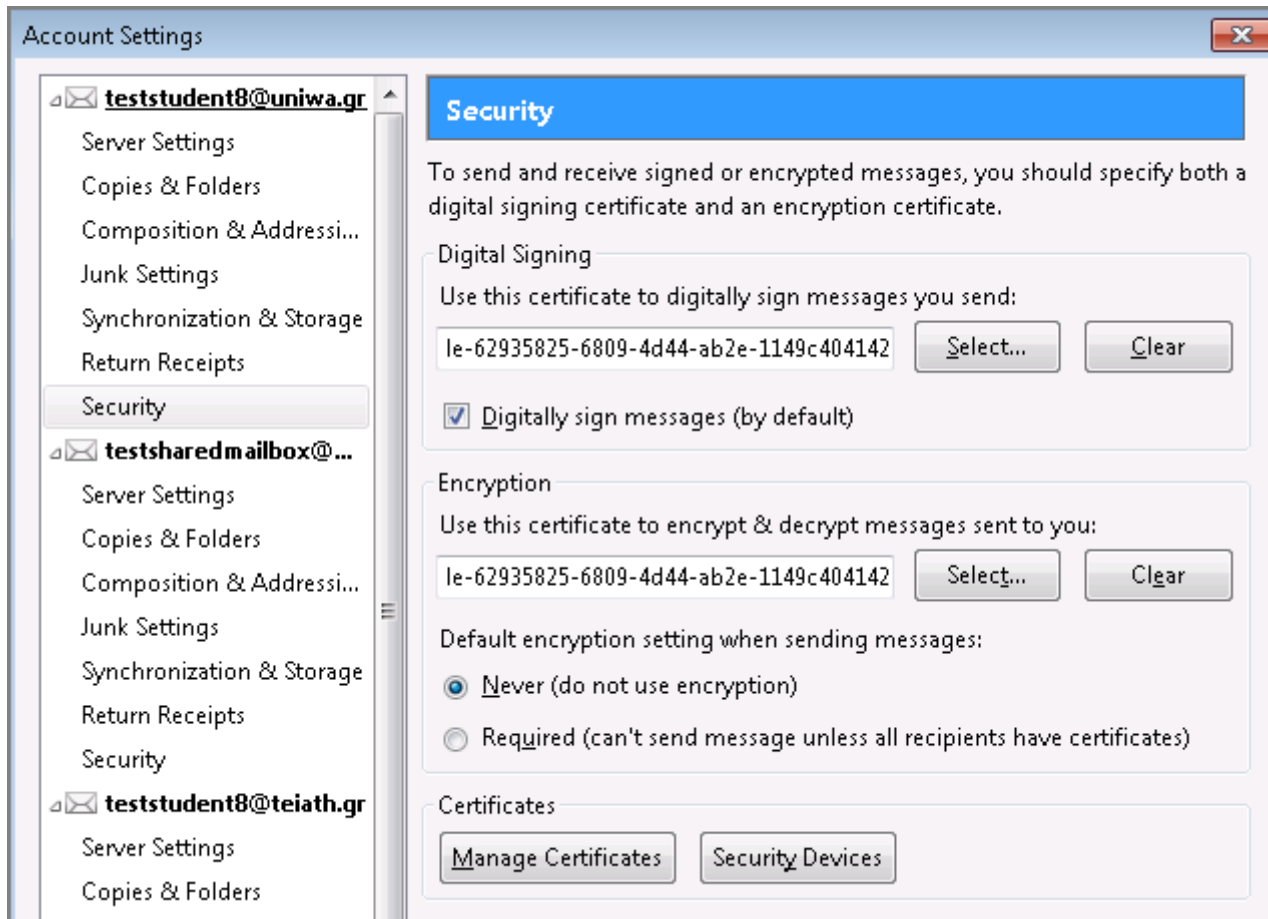 Account Settings
teststudent8@uniwa.gr
Server Settings
Copies & Folders
Composition & Addressi...
Junk Settings
Synchronization & Storage
Return Receipts
Security
testsharedmailbox@...
Server Settings
Copies & Folders
Composition & Addressi...
Junk Settings
Synchronization & Storage
Return Receipts
Security
teststudent8@teiath.gr
Server Settings
Copies & Folders
Security
To send and receive signed or encrypted messages, you should specify both a
digital signing certificate and an encryption certificate.
Digital Signing
Use this certificate to digitally sign messages you send:
le-62935825-6809-4d44-ab2e-1149c404142
Select...
Clear
Digitally sign messages (by default)
Encryption
Use this certificate to encrypt & decrypt messages sent to you:
le-62935825-6809-4d44-ab2e-1149c404142
Select...
Clear
Default encryption setting when sending messages:
Never (do not use encryption)
Required (can't send message unless all recipients have certificates)
Certificates
Manage Certificates
Security Devices